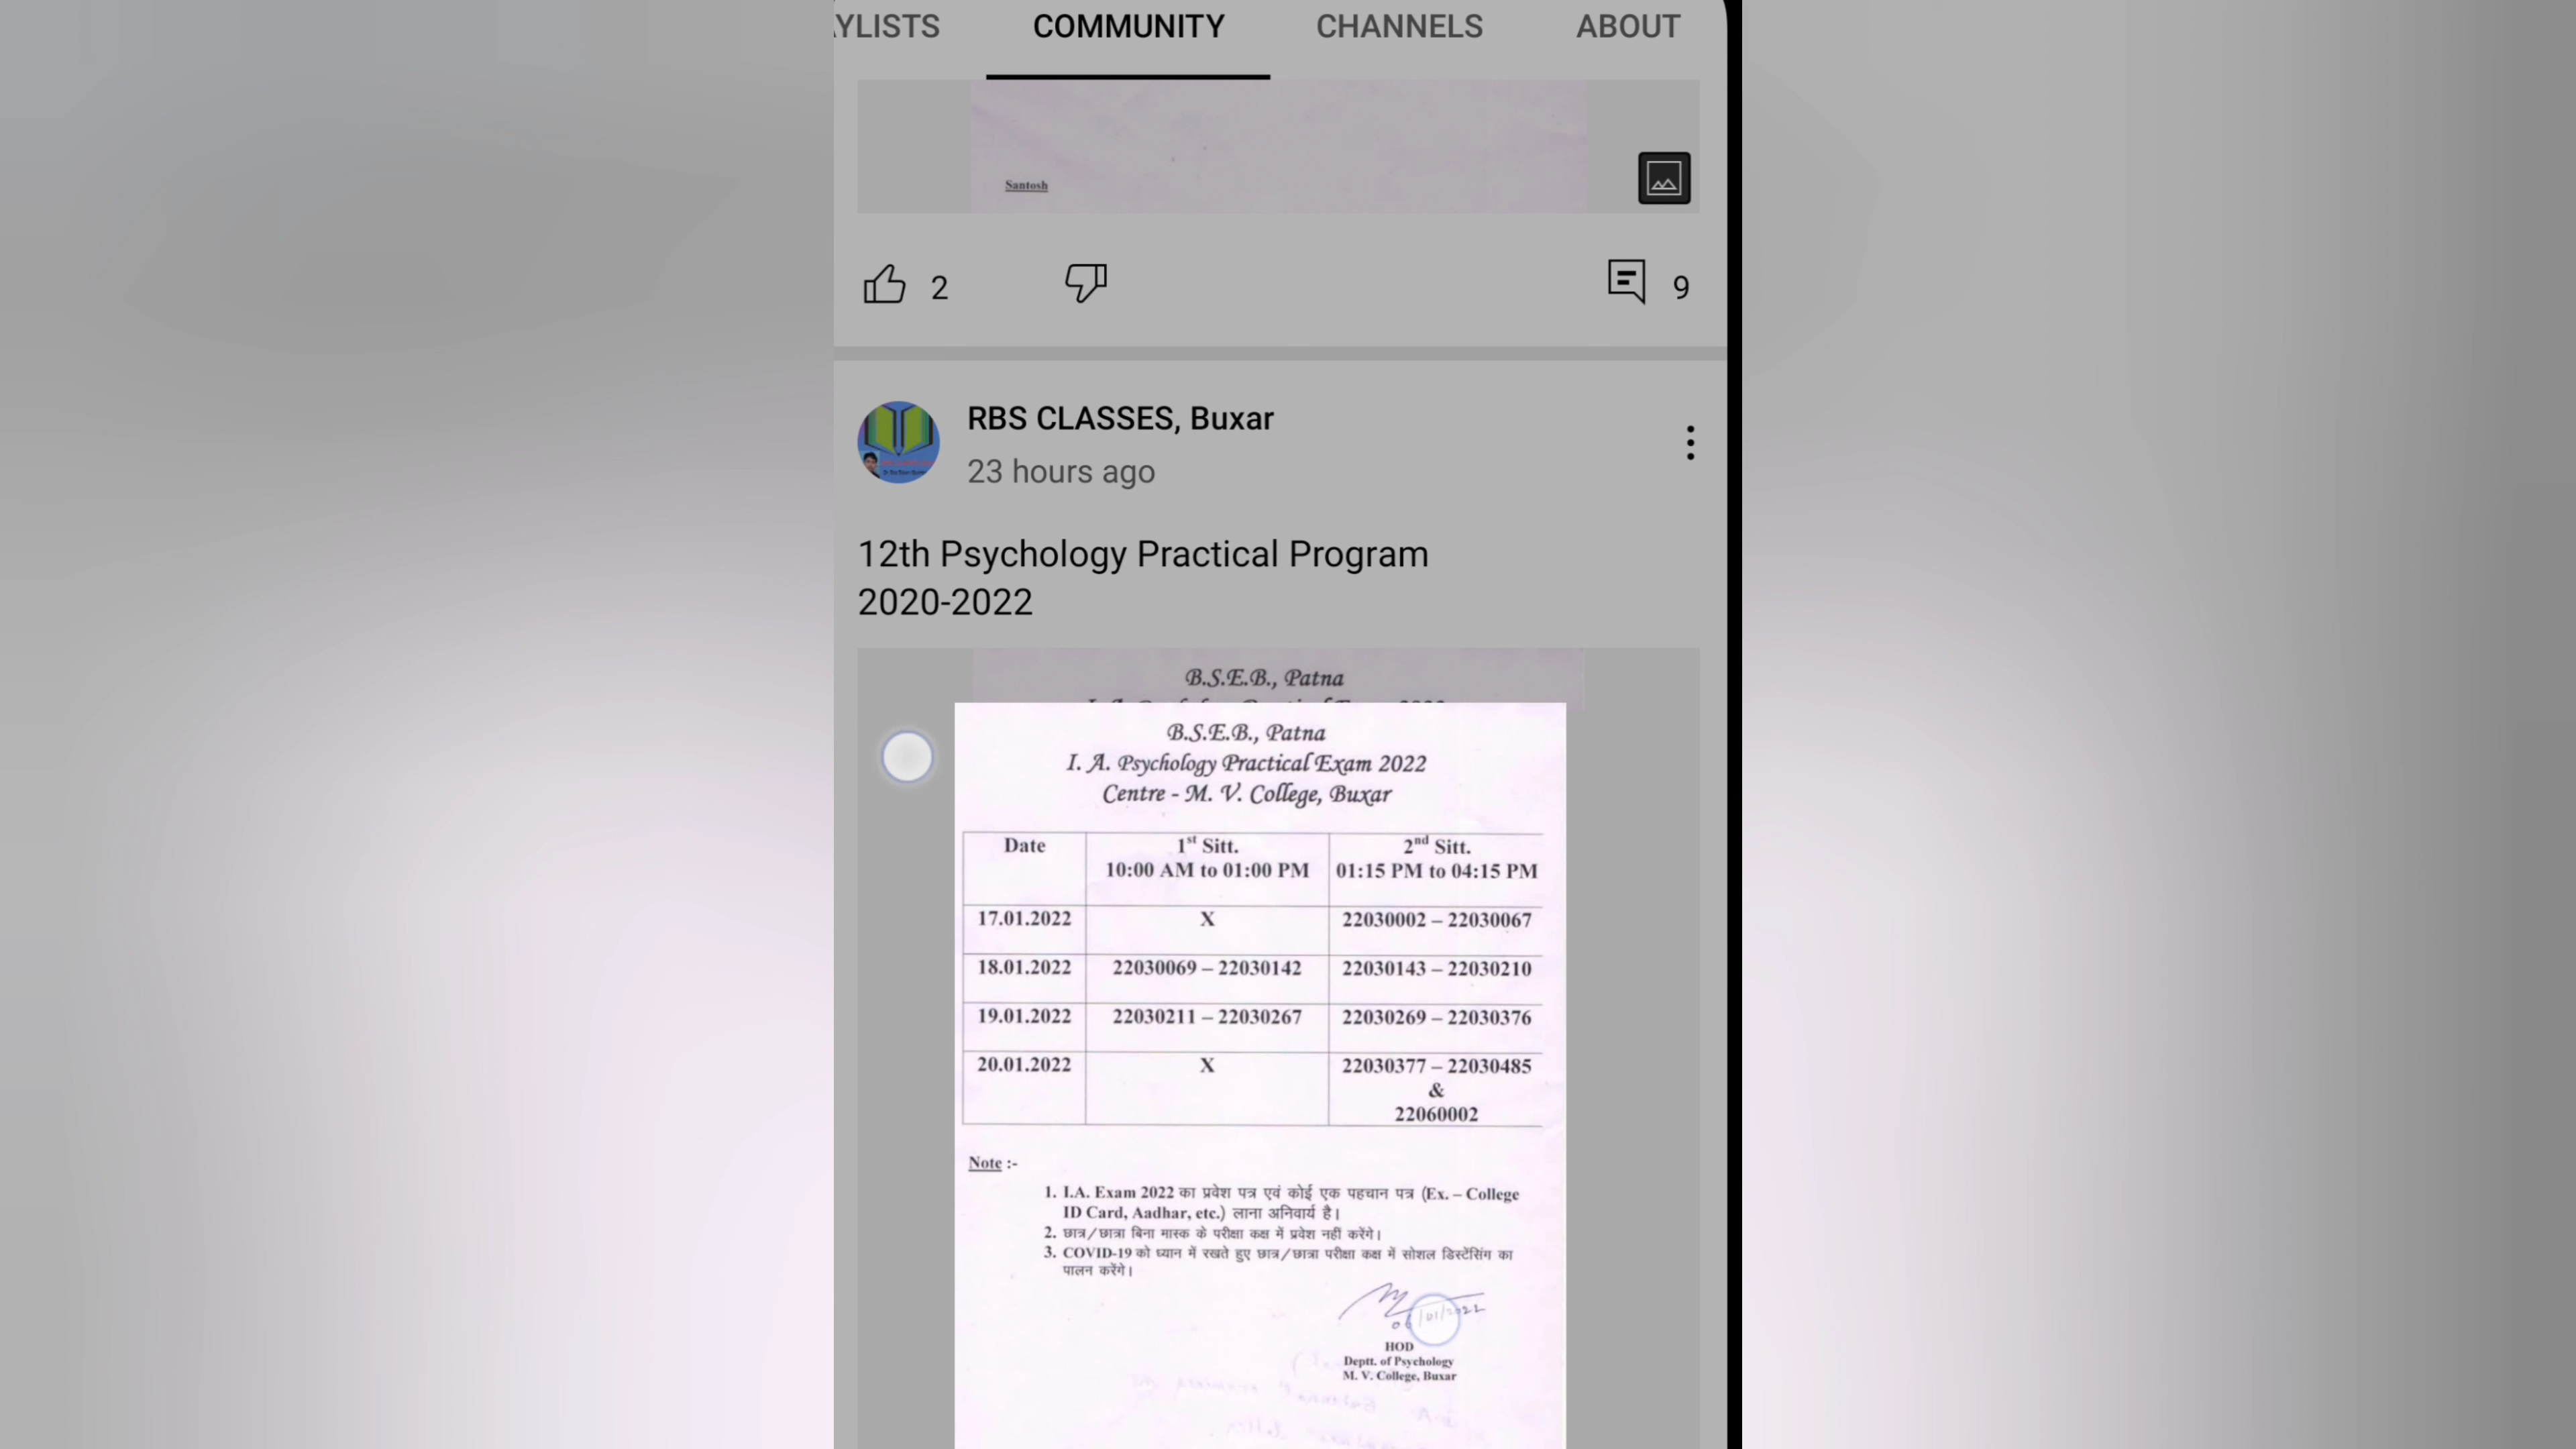 YLISTS COMMUNITY CHANNELS ABOUT
Santosh
2 9
RBS CLASSES, Buxar
23 hours ago
12th Psychology Practical Program
2020-2022
B.S.E.B., Patna
B.S.E.B., Patna
I. A. Psychology Practical Exam 2022
Centre - M. V. College, Buxar
Date 1st Sitt. 2nd Sitt.
10:00 AM to 01:00 PM 01:15 PM to 04:15 PM
17.01.2022 X 22030002 – 22030067
18.01.2022 22030069 – 22030142 22030143 – 22030210
19.01.2022 22030211 – 22030267 22030269 – 22030376
20.01.2022 X 22030377 – 22030485
&
22060002
Note :-
1. I.A. Exam 2022 का प्रवेश पत्र एवं कोई एक पहचान पत्र (Ex. – College
ID Card, Aadhar, etc.) लाना अनिवार्य है।
2. छात्र/छात्रा बिना मास्क के परीक्षा कक्ष में प्रवेश नहीं करेंगे।
3. COVID-19 को ध्यान में रखते हुए छात्र/छात्रा परीक्षा कक्ष में सोशल डिस्टेंसिंग का
पालन करेंगे।
/01/2022
HOD
Deptt. of Psychology
M. V. College, Buxar